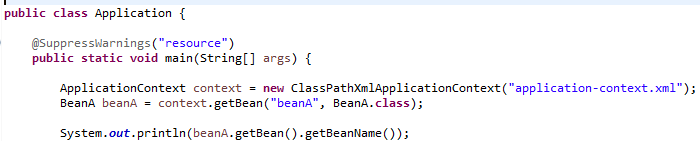 public class Application {
@SuppressWarnings("resource")
public static void main(String[] args) {
ApplicationContext context = new ClassPathXmlApplicationContext("application-context.xml");
BeanA beanA = context.getBean("beanA", BeanA.class);
System.out.println(beanA.getBean().getBeanName());